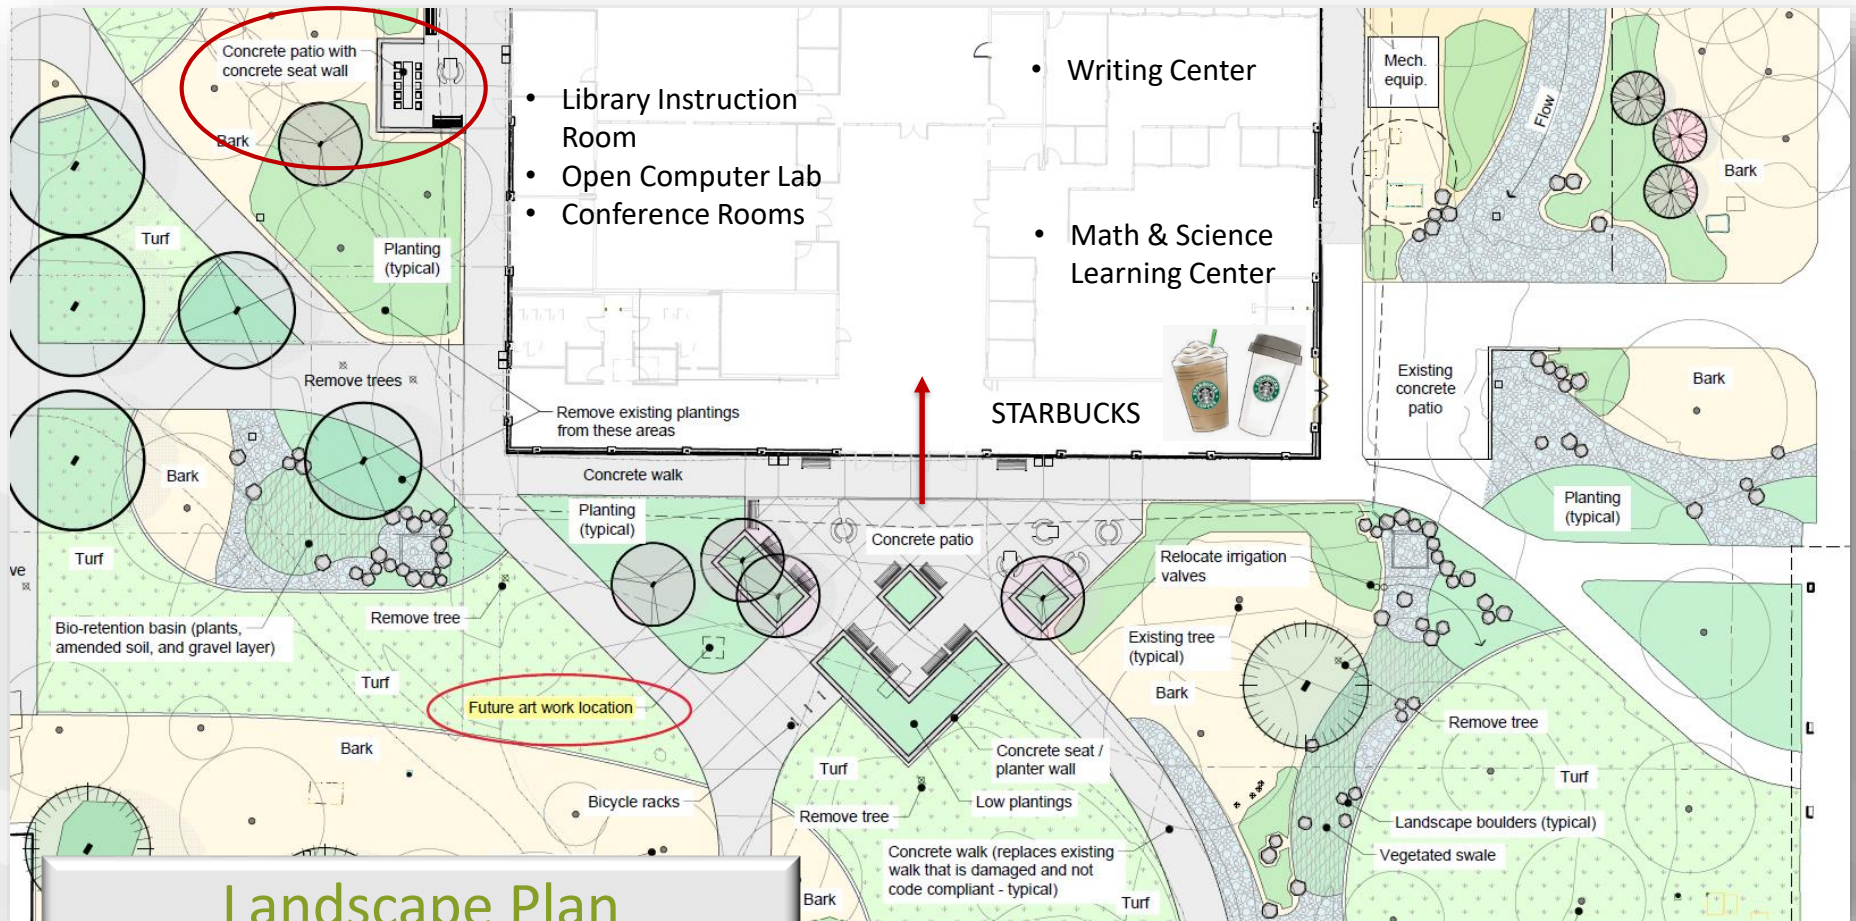 Concrete patio with
concrete seat wall
Bark
• Library Instruction
Room
• Open Computer Lab
• Conference Rooms
• Writing Center
• Math & Science
Learning Center
Mech.
equip.
Flow
Bark
Turf
Planting
(typical)
Remove trees
Remove existing plantings
from these areas
STARBUCKS
Existing
concrete
patio
Bark
Bark
Concrete walk
Planting
(typical)
Concrete patio
Planting
(typical)
Turf
ve
Relocate irrigation
valves
Bio-retention basin (plants,
amended soil, and gravel layer)
Remove tree
Existing tree
(typical)
Turf
Bark
Future art work location
Remove tree
Bark
Concrete seat /
planter wall
Turf
Turf
Bicycle racks
Low plantings
Remove tree
Landscape boulders (typical)
Concrete walk (replaces existing
walk that is damaged and not
code compliant - typical)
Vegetated swale
Landscape Plan
Bark
Turf